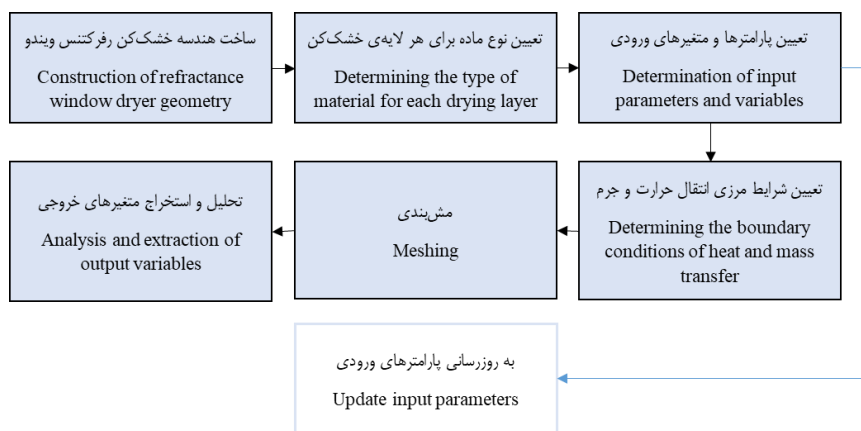 ساخت هندسه خشک‌کن رفرکتنس ویندو
Construction of refractance
window dryer geometry
تعیین نوع ماده برای هر لایه‌ی خشک‌کن
Determining the type of
material for each drying layer
تعیین پارامترها و متغیرهای ورودی
Determination of input
parameters and variables
تعیین شرایط مرزی انتقال حرارت و جرم
Determining the boundary
conditions of heat and mass
transfer
مش‌بندی
Meshing
تحلیل و استخراج متغیرهای خروجی
Analysis and extraction of
output variables
به روزرسانی پارامترهای ورودی
Update input parameters